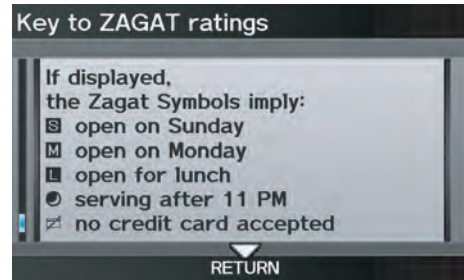 Key to ZAGAT ratings
If displayed,
the Zagat Symbols imply:
S open on Sunday
M open on Monday
L open for lunch
serving after 11 PM
no credit card accepted
RETURN